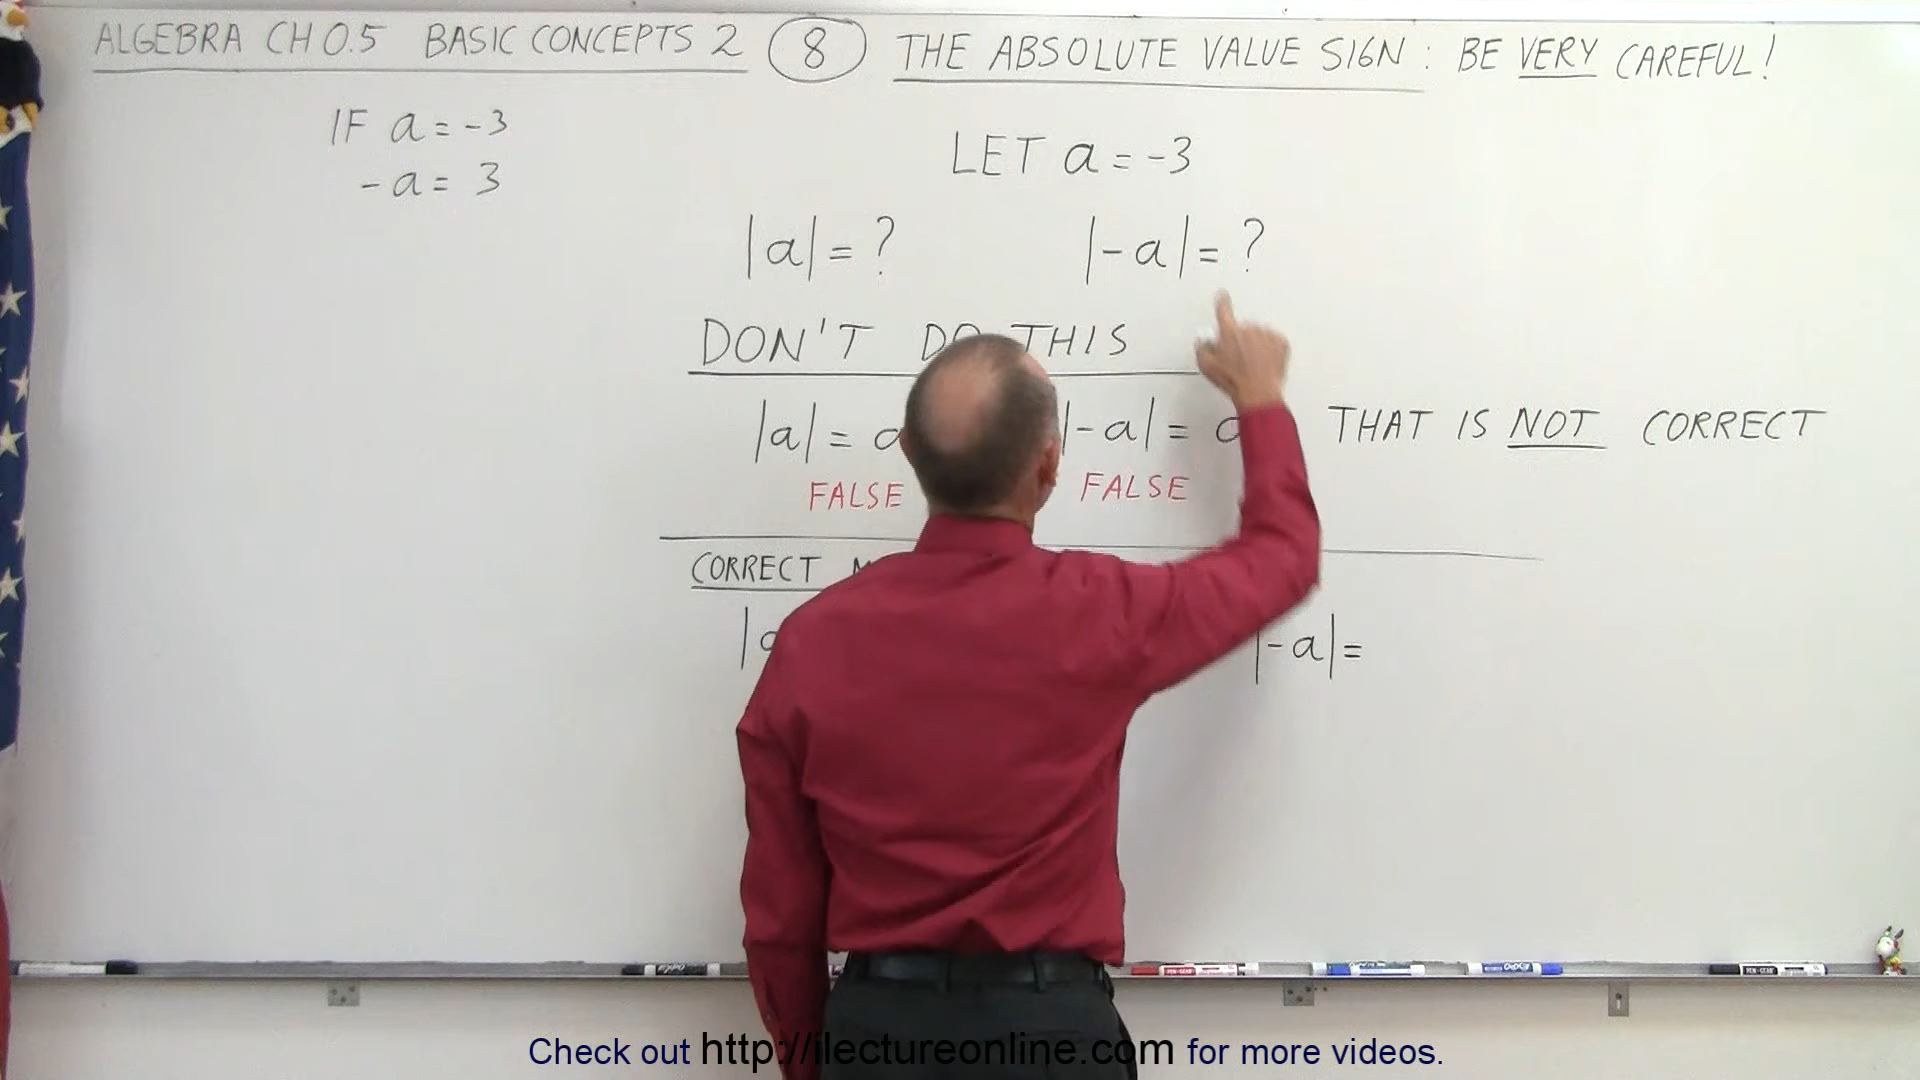 ALGEBRA CH 0.5 BASIC CONCEPTS 2 8 THE ABSOLUTE VALUE SIGN : BE VERY CAREFUL!
IF a = -3
-a = 3
LET a = -3
|a| = ? |-a| = ?
DON'T DO THIS
|a| = a |-a| = a THAT IS NOT CORRECT
FALSE FALSE
CORRECT
|a |-a| =
Check out http://ilectureonline.com for more videos.